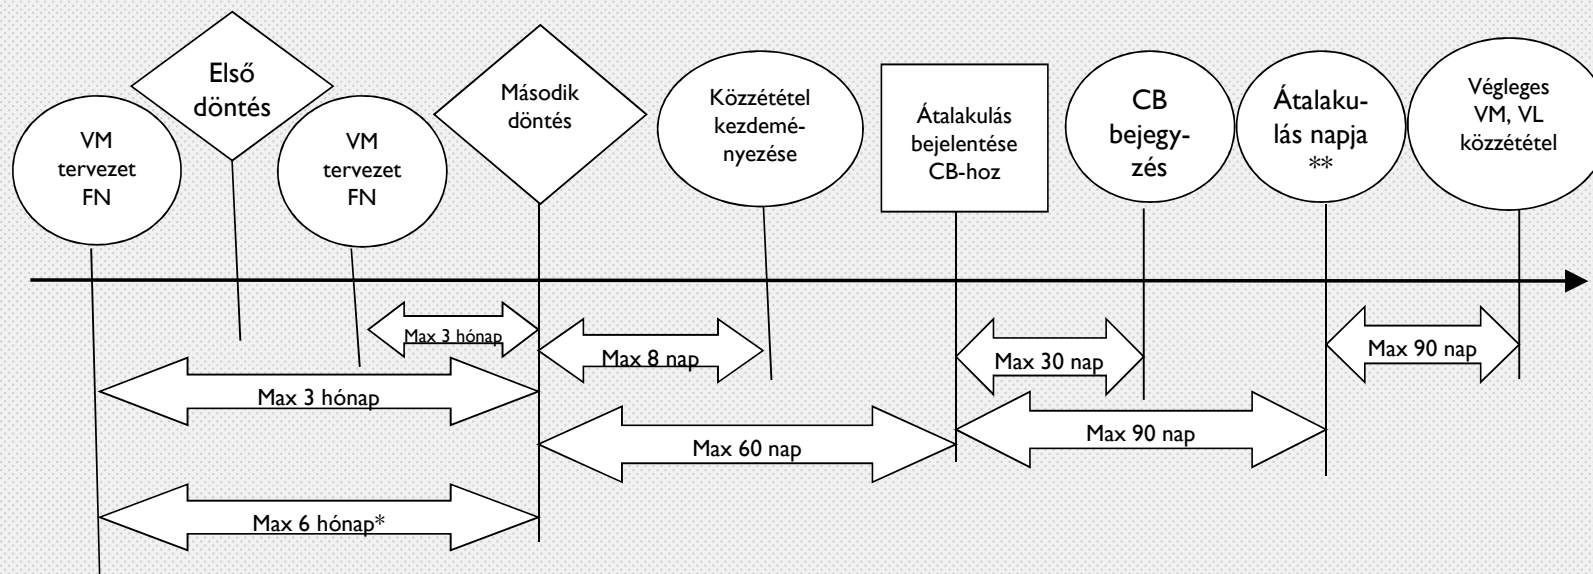 VM
tervezet
FN
Első
döntés
VM
tervezet
FN
Második
döntés
Közzététel
kezdemé-
nyezése
Átalakulás
bejelentése
CB-hoz
CB
bejegy-
zés
Átalaku-
lás napja
**
Végleges
VM, VL
közzététel
Max 3 hónap
Max 8 nap
Max 30 nap
Max 90 nap
Max 3 hónap
Max 60 nap
Max 90 nap
Max 6 hónap*